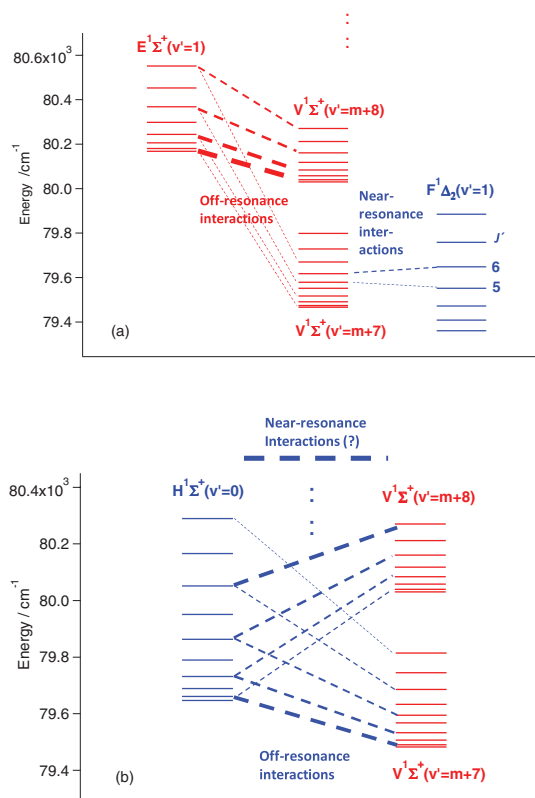 E¹Σ⁺(v'=1)
80.6x10³
80.4
80.2
80.0
79.8
79.6
79.4
Energy /cm⁻¹
V¹Σ⁺(v'=m+8)
Off-resonance
interactions
Near-
resonance
inter-
actions
F¹Δ₂(v'=1)
J´
6
5
V¹Σ⁺(v'=m+7)
(a)
Near-resonance
Interactions (?)
80.4x10³
80.2
80.0
79.8
79.6
79.4
Energy / cm⁻¹
H¹Σ⁺(v'=0)
V¹Σ⁺(v'=m+8)
Off-resonance
interactions
V¹Σ⁺(v'=m+7)
(b)